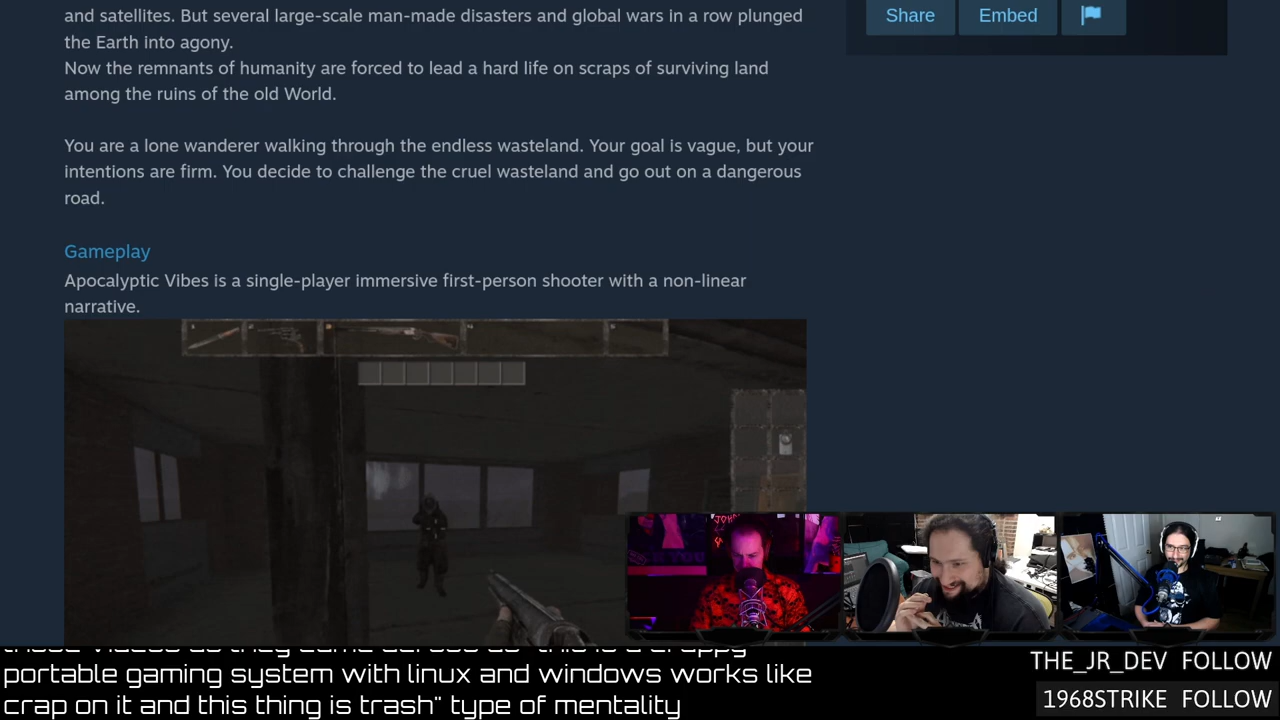 and satellites. But several large-scale man-made disasters and global wars in a row plunged
the Earth into agony.
Now the remnants of humanity are forced to lead a hard life on scraps of surviving land
among the ruins of the old World.
You are a lone wanderer walking through the endless wasteland. Your goal is vague, but your
intentions are firm. You decide to challenge the cruel wasteland and go out on a dangerous
road.
Gameplay
Apocalyptic Vibes is a single-player immersive first-person shooter with a non-linear
narrative.
Share
Embed
portable gaming system with linux and windows works like
crap on it and this thing is trash" type of mentality
THE_JR_DEV FOLLOW
1968STRIKE FOLLOW